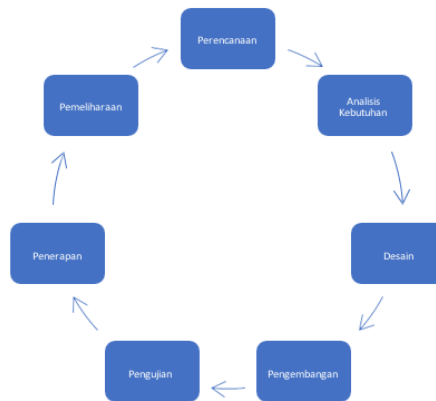 Perencanaan
Analisis
Kebutuhan
Desain
Pengembangan
Pengujian
Penerapan
Pemeliharaan